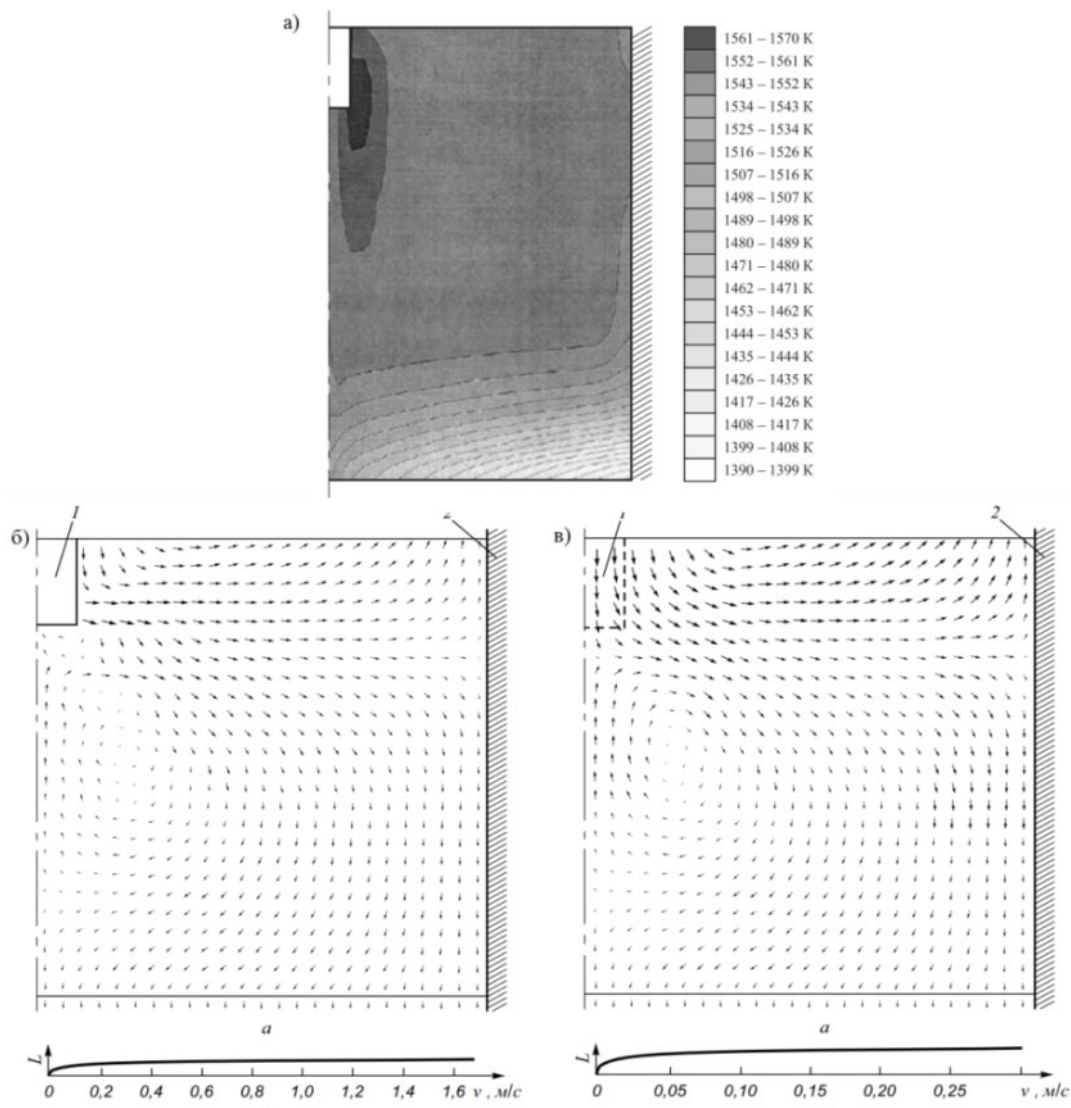 а)
1561 – 1570 K
1552 – 1561 K
1543 – 1552 K
1534 – 1543 K
1525 – 1534 K
1516 – 1526 K
1507 – 1516 K
1498 – 1507 K
1489 – 1498 K
1480 – 1489 K
1471 – 1480 K
1462 – 1471 K
1453 – 1462 K
1444 – 1453 K
1435 – 1444 K
1426 – 1435 K
1417 – 1426 K
1408 – 1417 K
1399 – 1408 K
1390 – 1399 K
б)
1
в)
2
а
L
0 0,2 0,4 0,6 0,8 1,0 1,2 1,4 1,6 v , м/с
а
L
0 0,05 0,10 0,15 0,20 0,25 v , м/с